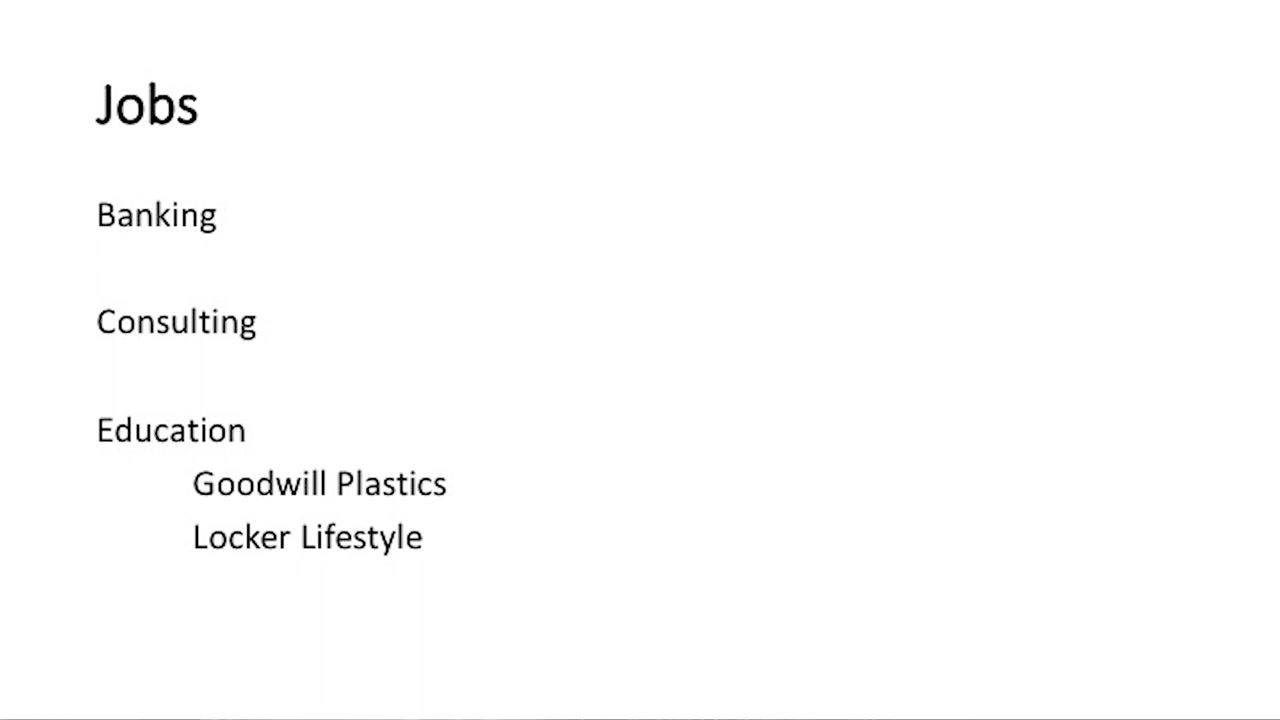 Jobs
Banking
Consulting
Education
Goodwill Plastics
Locker Lifestyle